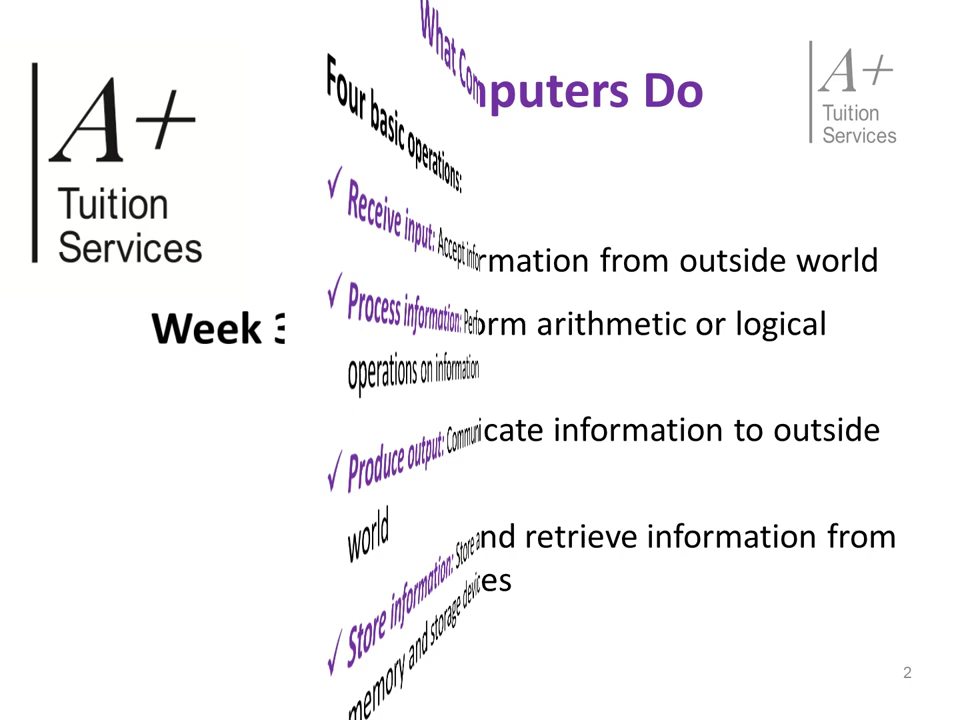 What Computers Do
A+
Tuition
Services
A+
Tuition
Services
Four basic operations:
✓ Receive input: Accept information from outside world
Week 3
✓ Process information: Perform arithmetic or logical
operations on information
✓ Produce output: Communicate information to outside
world
✓ Store information: Store and retrieve information from
memory and storage devices
2